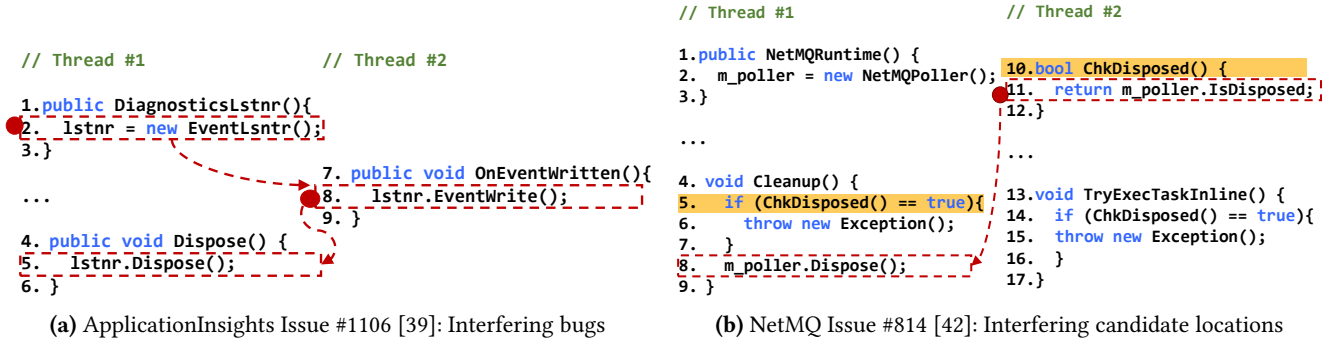 // Thread #1
// Thread #2
1.public DiagnosticsLstnr(){
2. lstnr = new EventLsntr();
3.}
...
4. public void Dispose() {
5. lstnr.Dispose();
6. }
7. public void OnEventWritten(){
8. lstnr.EventWrite();
9. }
(a) ApplicationInsights Issue #1106 [39]: Interfering bugs
// Thread #1
// Thread #2
1.public NetMQRuntime() {
2. m_poller = new NetMQPoller();
3.}
...
4. void Cleanup() {
5. if (ChkDisposed() == true){
6. throw new Exception();
7. }
8. m_poller.Dispose();
9. }
10.bool ChkDisposed() {
11. return m_poller.IsDisposed;
12.}
...
13.void TryExecTaskInline() {
14. if (ChkDisposed() == true){
15. throw new Exception();
16. }
17.}
(b) NetMQ Issue #814 [42]: Interfering candidate locations